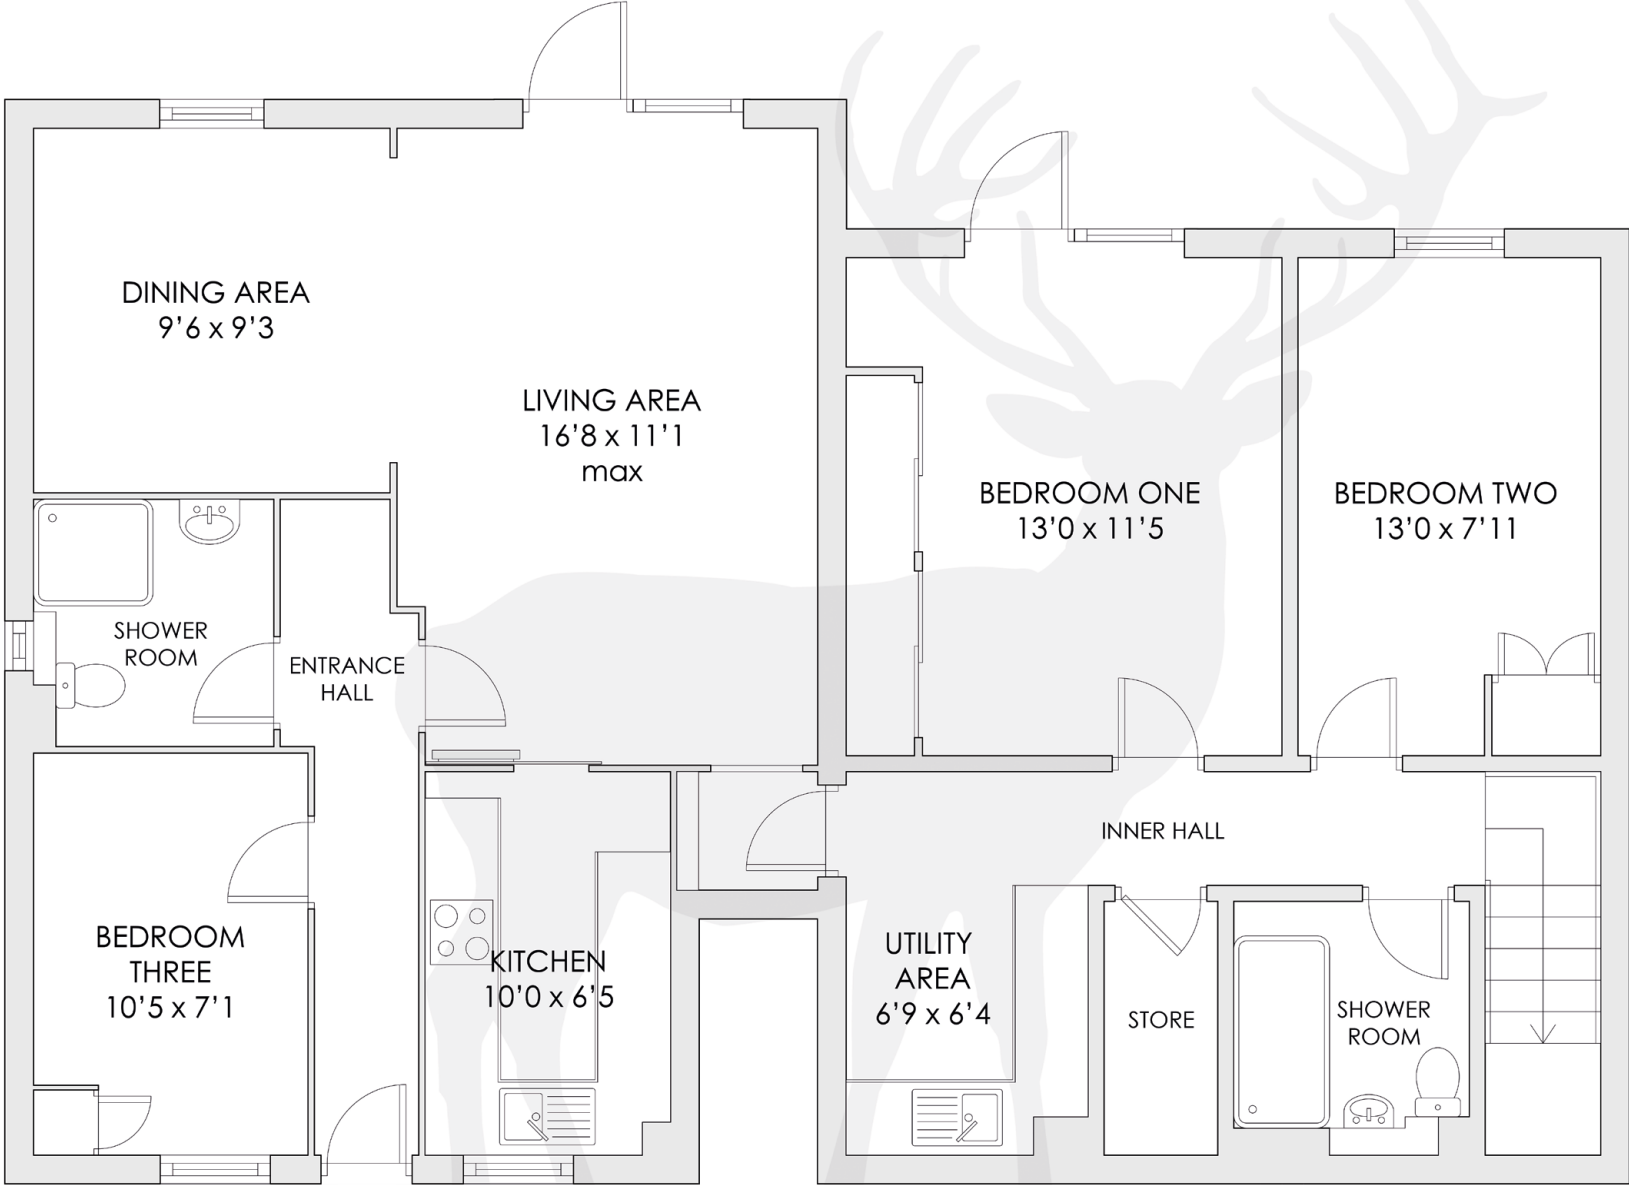 DINING AREA
9'6 x 9'3
LIVING AREA
16'8 x 11'1
max
BEDROOM ONE
13'0 x 11'5
BEDROOM TWO
13'0 x 7'11
SHOWER
ROOM
ENTRANCE
HALL
INNER HALL
BEDROOM
THREE
10'5 x 7'1
KITCHEN
10'0 x 6'5
UTILITY
AREA
6'9 x 6'4
STORE
SHOWER
ROOM